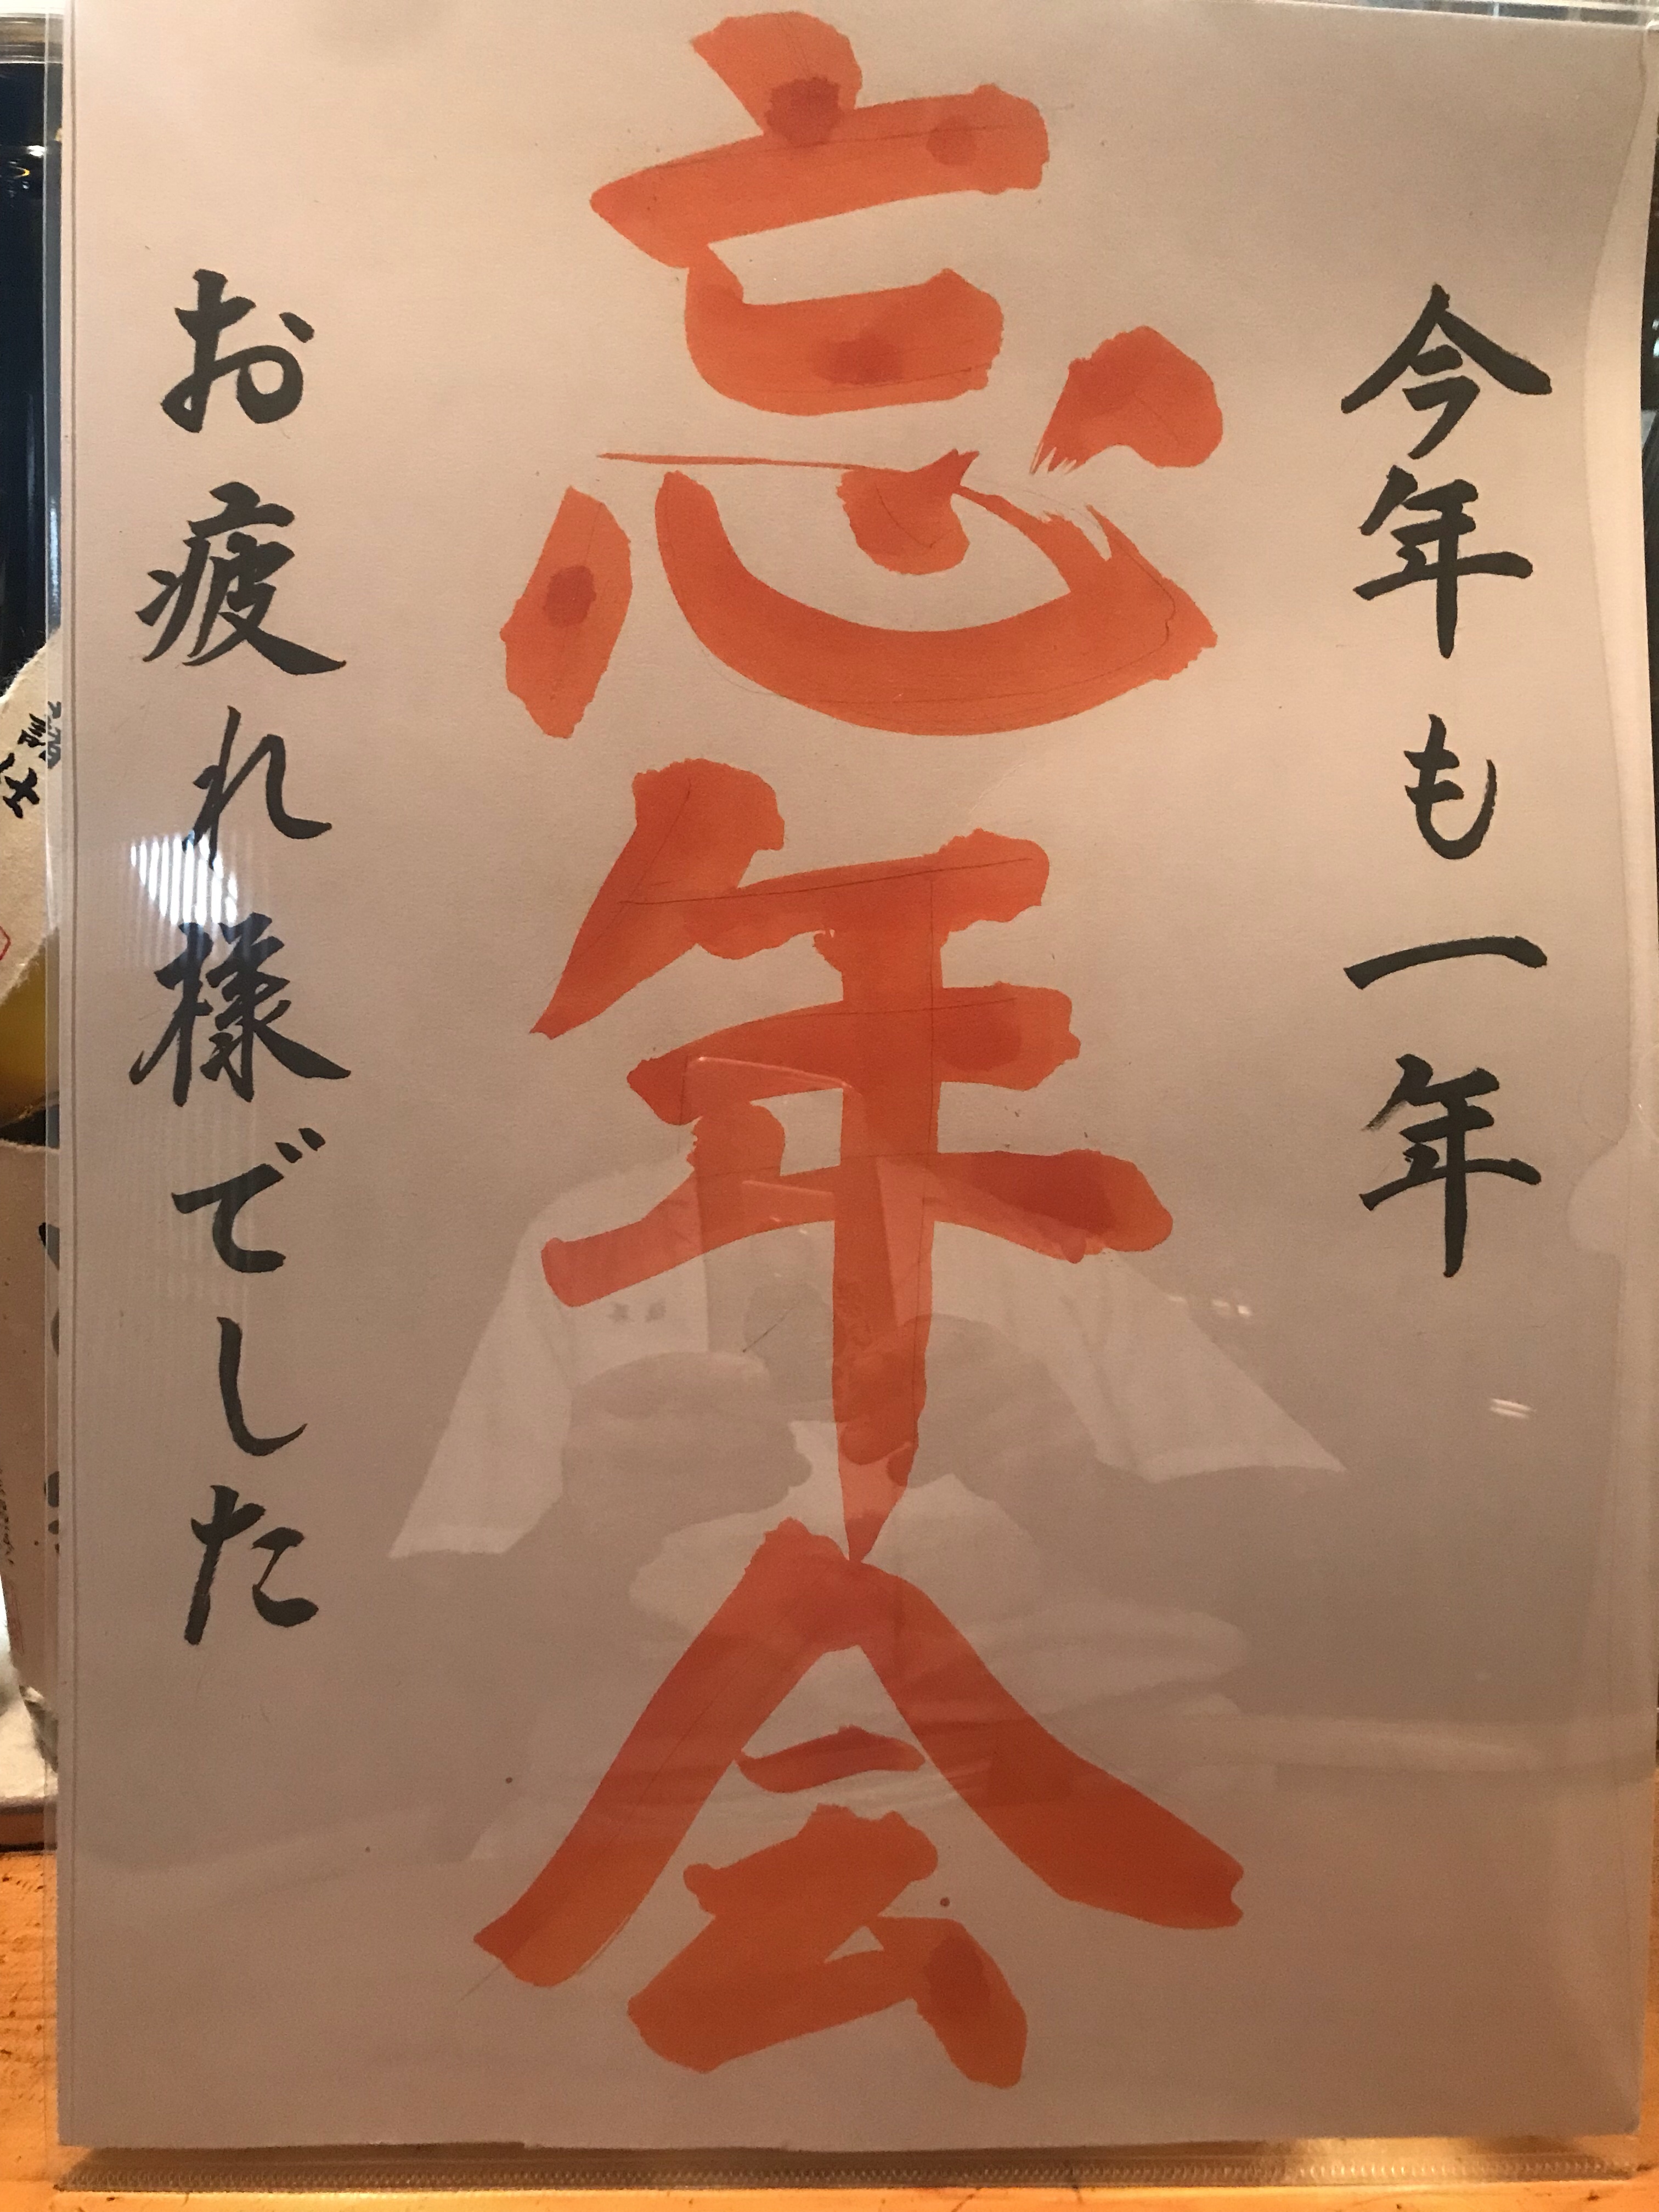 今年も一年
忘年会
お疲れ様でした